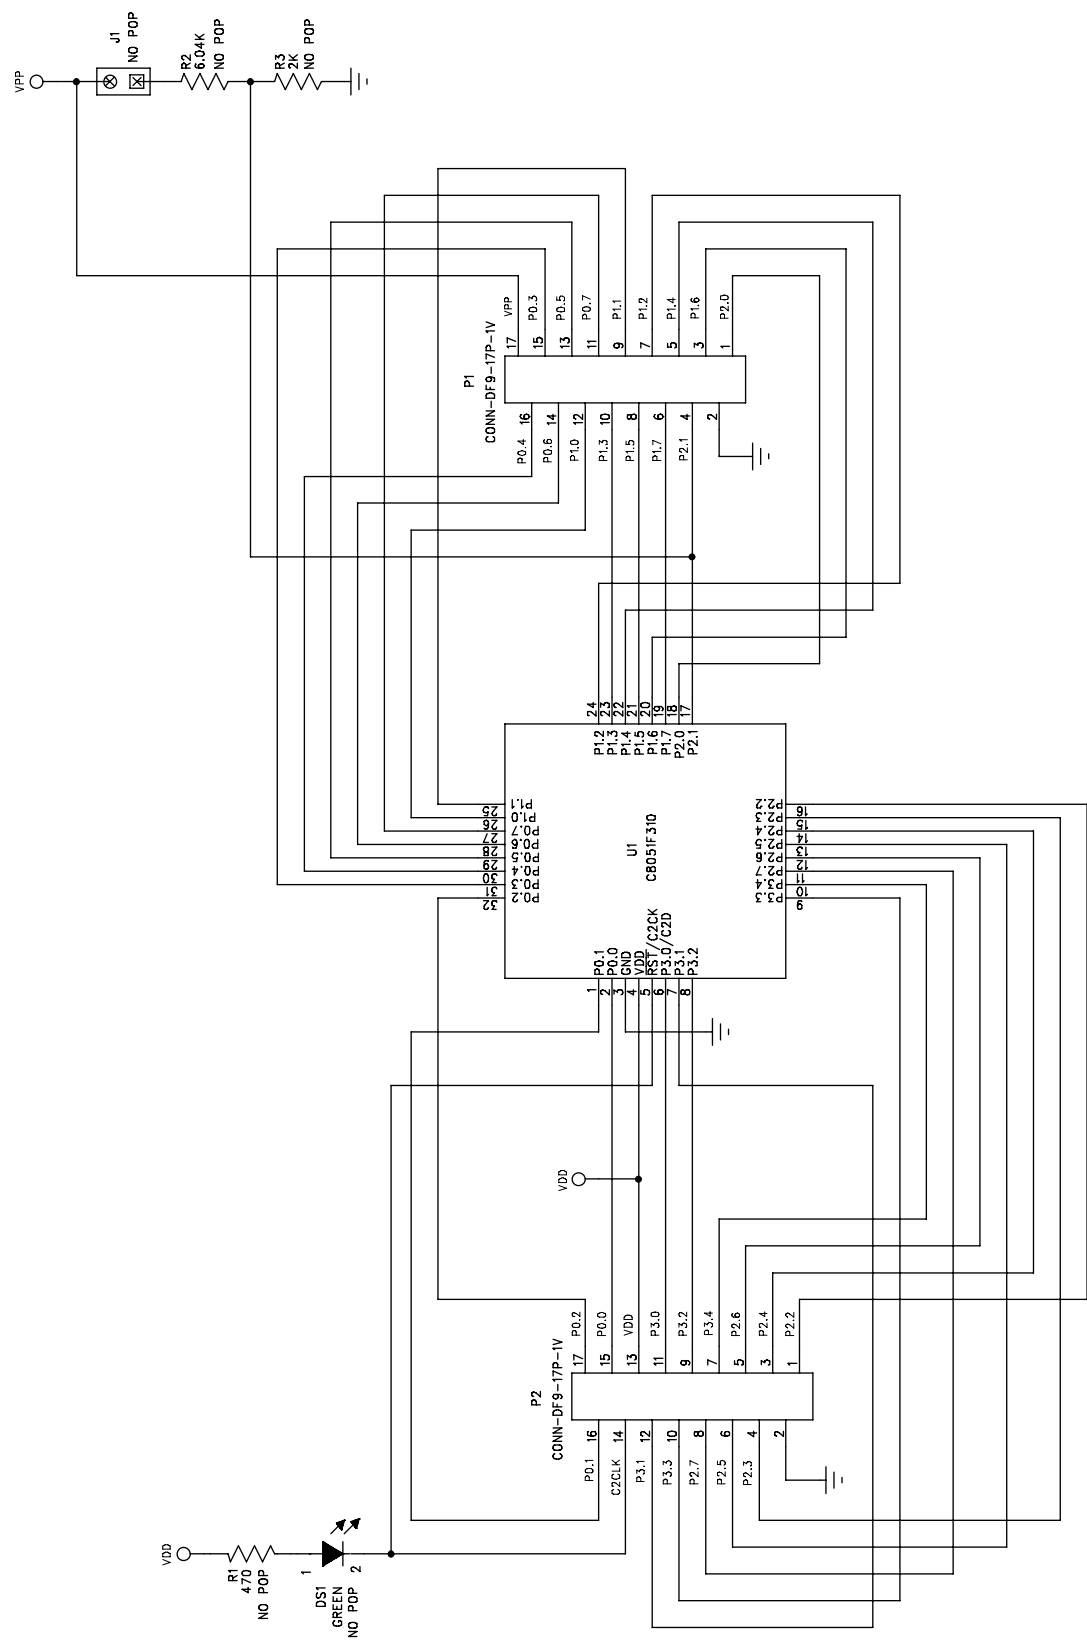 VPP
J1
NO POP
R2
6.04K
NO POP
R3
2K
NO POP
P1
CONN-DF9-17P-1V
17
15
13
11
9
7
5
3
1
VPP
P0.3
P0.5
P0.7
P1.1
P1.2
P1.4
P1.6
P2.0
16
14
12
10
8
6
4
2
P0.4
P0.6
P1.0
P1.3
P1.5
P1.7
P2.1
24
23
22
21
20
19
18
17
P1.2
P1.3
P1.4
P1.5
P1.6
P1.7
P2.0
P2.1
25
26
27
28
29
30
31
32
P1.1
P1.0
P0.7
P0.6
P0.5
P0.4
P0.3
P0.2
U1
C8051F310
P2.2
P2.3
P2.4
P2.5
P2.6
P2.7
P3.4
P3.3
16
15
14
13
12
11
10
9
P0.1
P0.0
GND
VDD
RST/C2CK
P3.0/C2D
P3.1
P3.2
1
2
3
4
5
6
7
8
VDD
P2
CONN-DF9-17P-1V
P0.2
P0.0
VDD
P3.0
P3.2
P3.4
P2.6
P2.4
P2.2
17
15
13
11
9
7
5
3
1
16
14
12
10
8
6
4
2
P0.1
C2CLK
P3.1
P3.3
P2.7
P2.5
P2.3
VDD
R1
470
NO POP
1
2
DS1
GREEN
NO POP